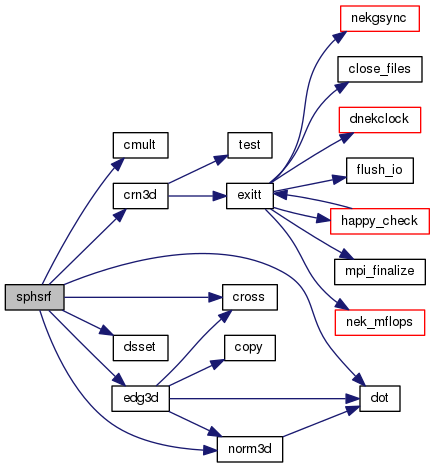 nekgsync
close_files
dnekclock
flush_io
happy_check
mpi_finalize
nek_mflops
test
exitt
cmult
crn3d
sphsrf
cross
dsset
copy
edg3d
dot
norm3d